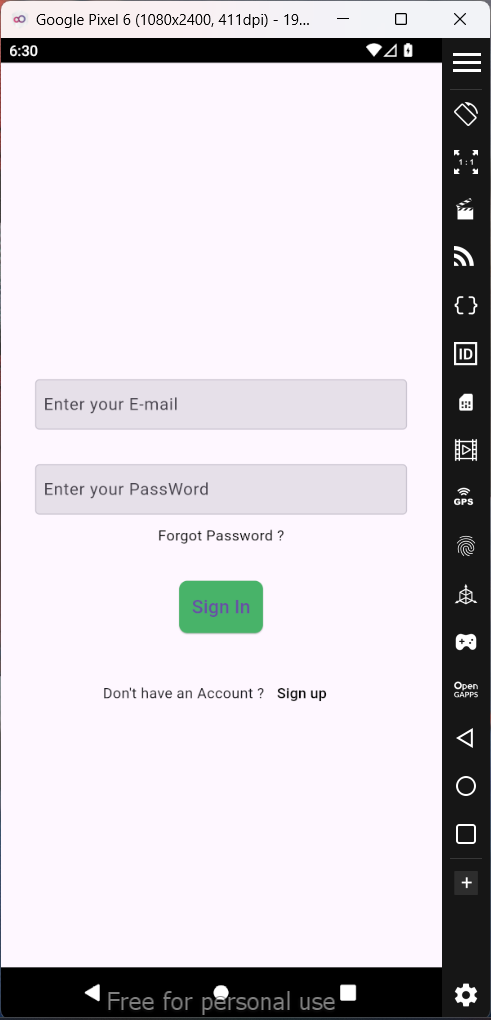 Google Pixel 6 (1080x2400, 411dpi) - 19...
6:30
1:1
ID
Enter your E-mail
Enter your PassWord
GPS
Forgot Password ?
Sign In
Open
GAPPS
Don't have an Account ? Sign up
Free for personal use